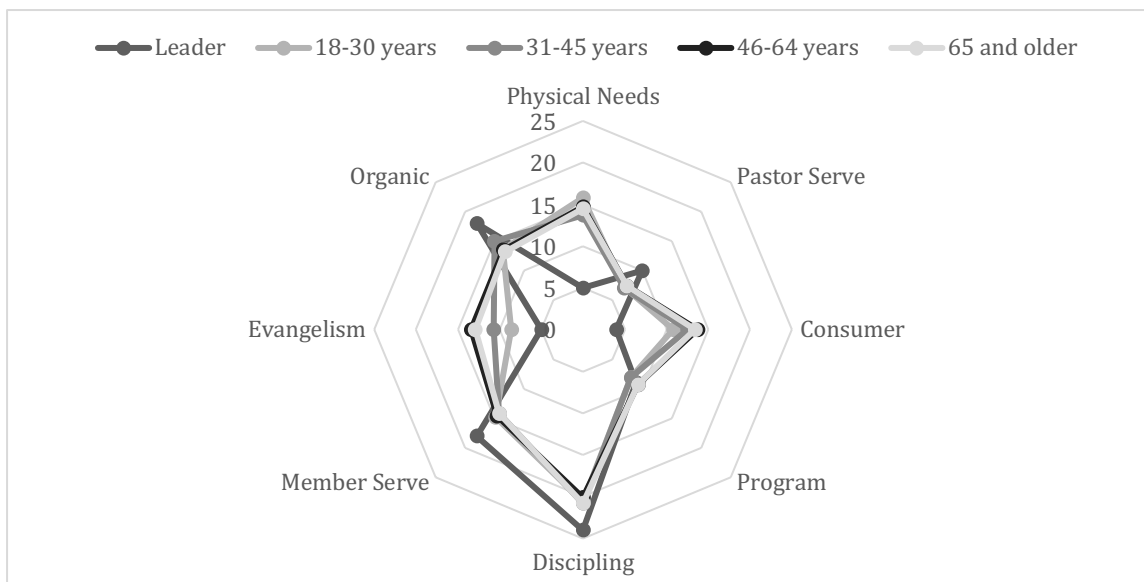 Leader 18-30 years 31-45 years 46-64 years 65 and older
Physical Needs
25
20
15
10
5
0
Organic
Pastor Serve
Evangelism
Consumer
Member Serve
Program
Discipling